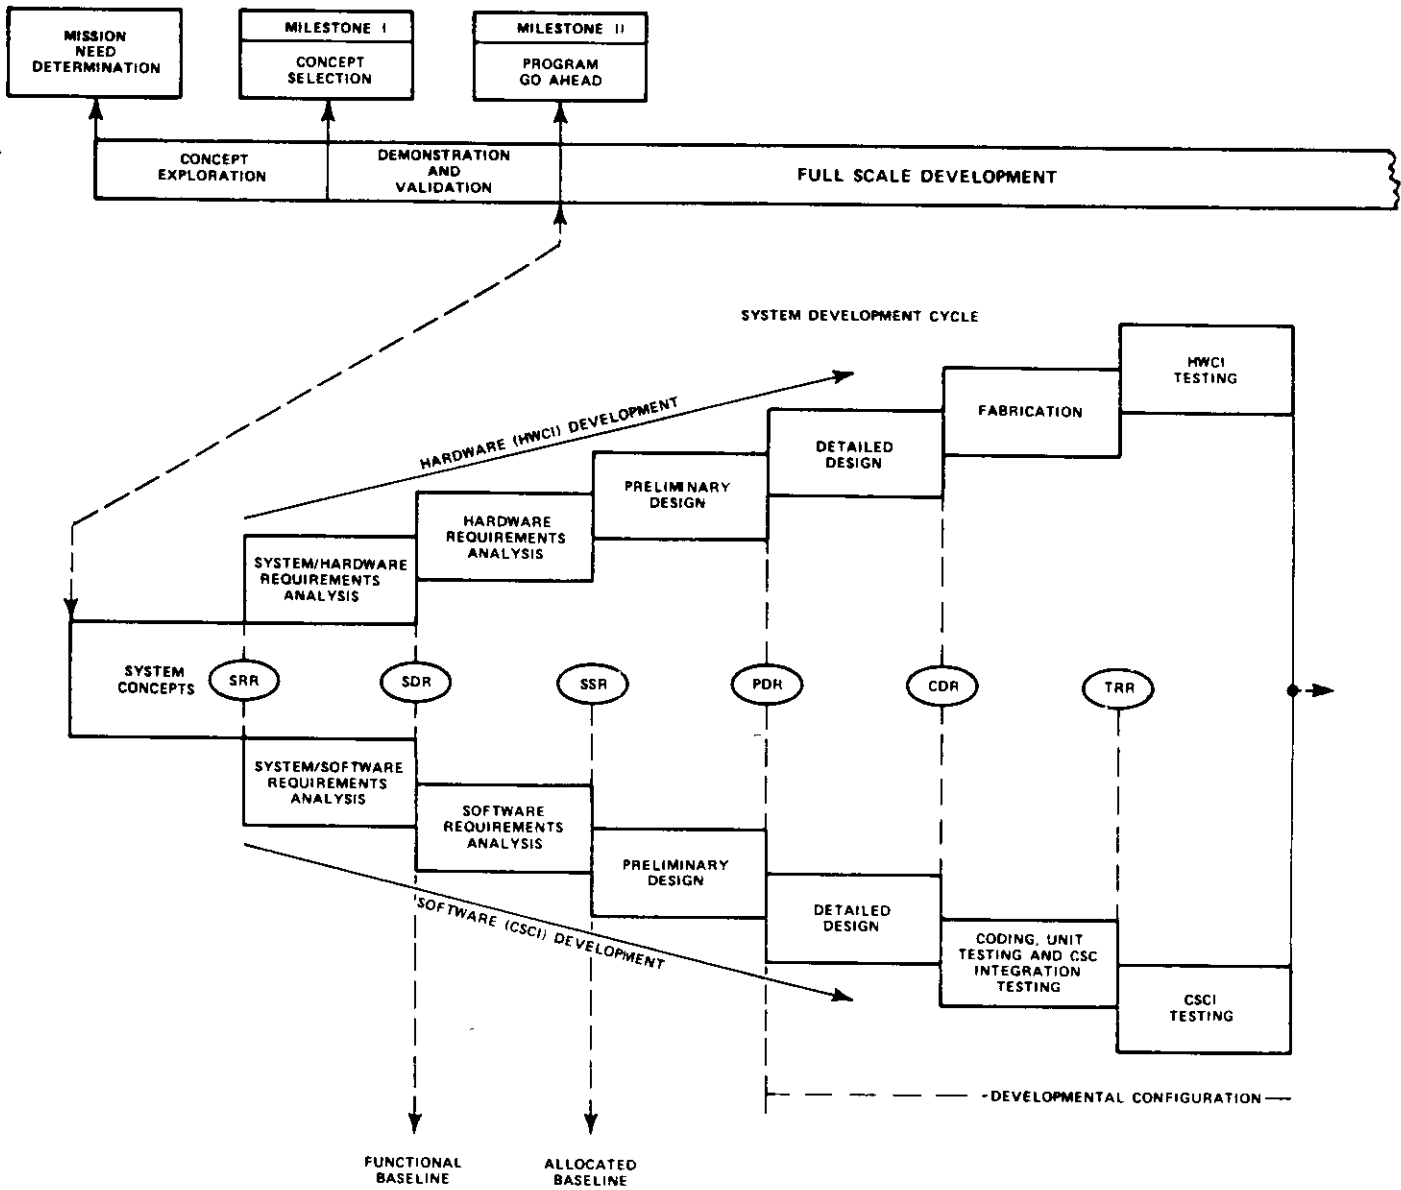 MISSION
NEED
DETERMINATION
MILESTONE I
CONCEPT
SELECTION
MILESTONE II
PROGRAM
GO AHEAD
CONCEPT
EXPLORATION
DEMONSTRATION
AND
VALIDATION
FULL SCALE DEVELOPMENT
SYSTEM DEVELOPMENT CYCLE
HARDWARE (HWCI) DEVELOPMENT
HWCI
TESTING
FABRICATION
DETAILED
DESIGN
PRELIMINARY
DESIGN
HARDWARE
REQUIREMENTS
ANALYSIS
SYSTEM/HARDWARE
REQUIREMENTS
ANALYSIS
SYSTEM
CONCEPTS
SRR
SDR
SSR
PDR
CDR
TRR
SYSTEM/SOFTWARE
REQUIREMENTS
ANALYSIS
SOFTWARE
REQUIREMENTS
ANALYSIS
PRELIMINARY
DESIGN
DETAILED
DESIGN
CODING, UNIT
TESTING AND CSC
INTEGRATION
TESTING
CSCI
TESTING
SOFTWARE (CSCI) DEVELOPMENT
DEVELOPMENTAL CONFIGURATION
FUNCTIONAL
BASELINE
ALLOCATED
BASELINE